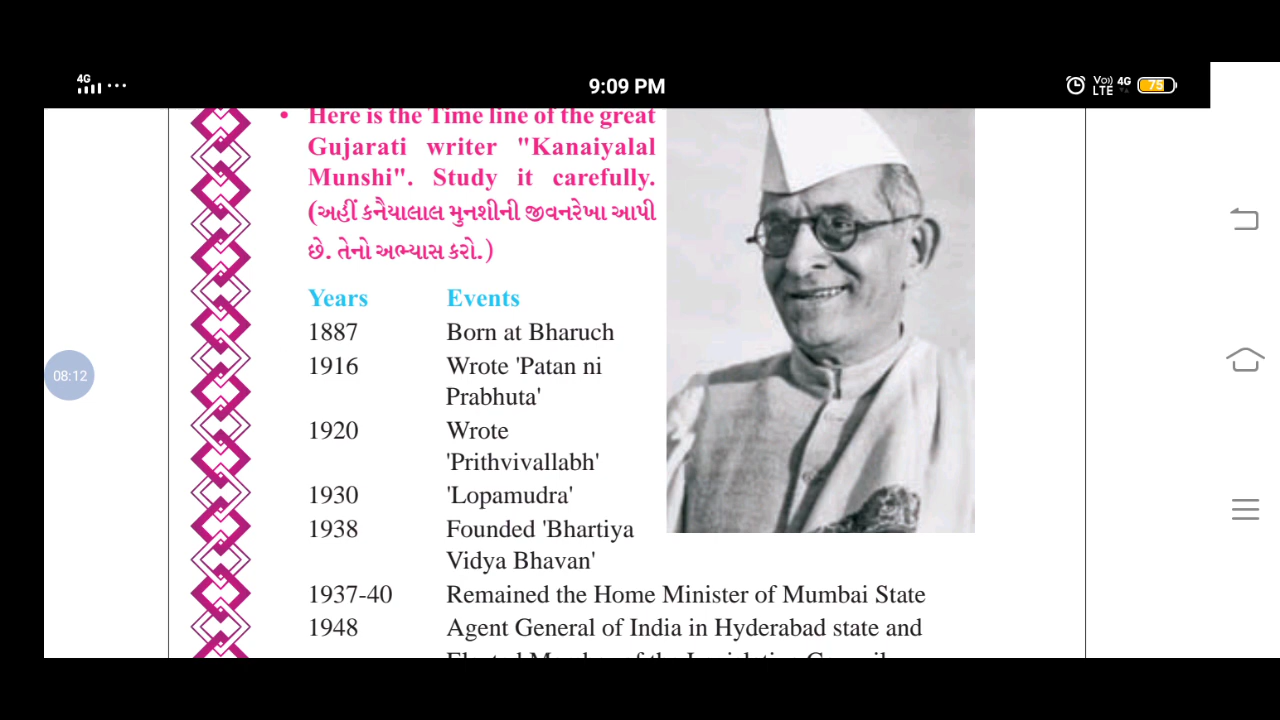 4G
9:09 PM
Vo)) 4G
LTE
75
• Here is the Time line of the great
Gujarati writer "Kanaiyalal
Munshi". Study it carefully.
(અહીં કનૈયાલાલ મુનશીની જીવનરેખા આપી
છે. તેનો અભ્યાસ કરો.)
Years Events
1887 Born at Bharuch
1916 Wrote 'Patan ni
Prabhuta'
1920 Wrote
'Prithvivallabh'
1930 'Lopamudra'
1938 Founded 'Bhartiya
Vidya Bhavan'
1937-40 Remained the Home Minister of Mumbai State
1948 Agent General of India in Hyderabad state and
08:12